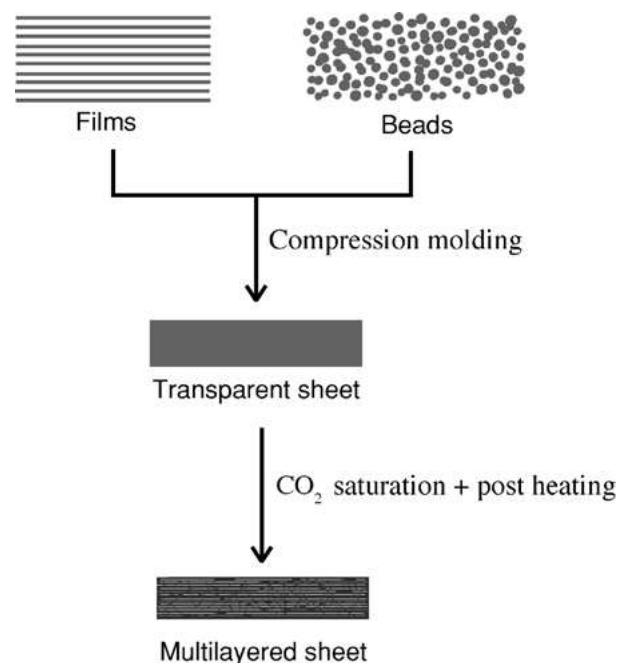 Films
Beads
Compression molding
Transparent sheet
CO₂ saturation + post heating
Multilayered sheet